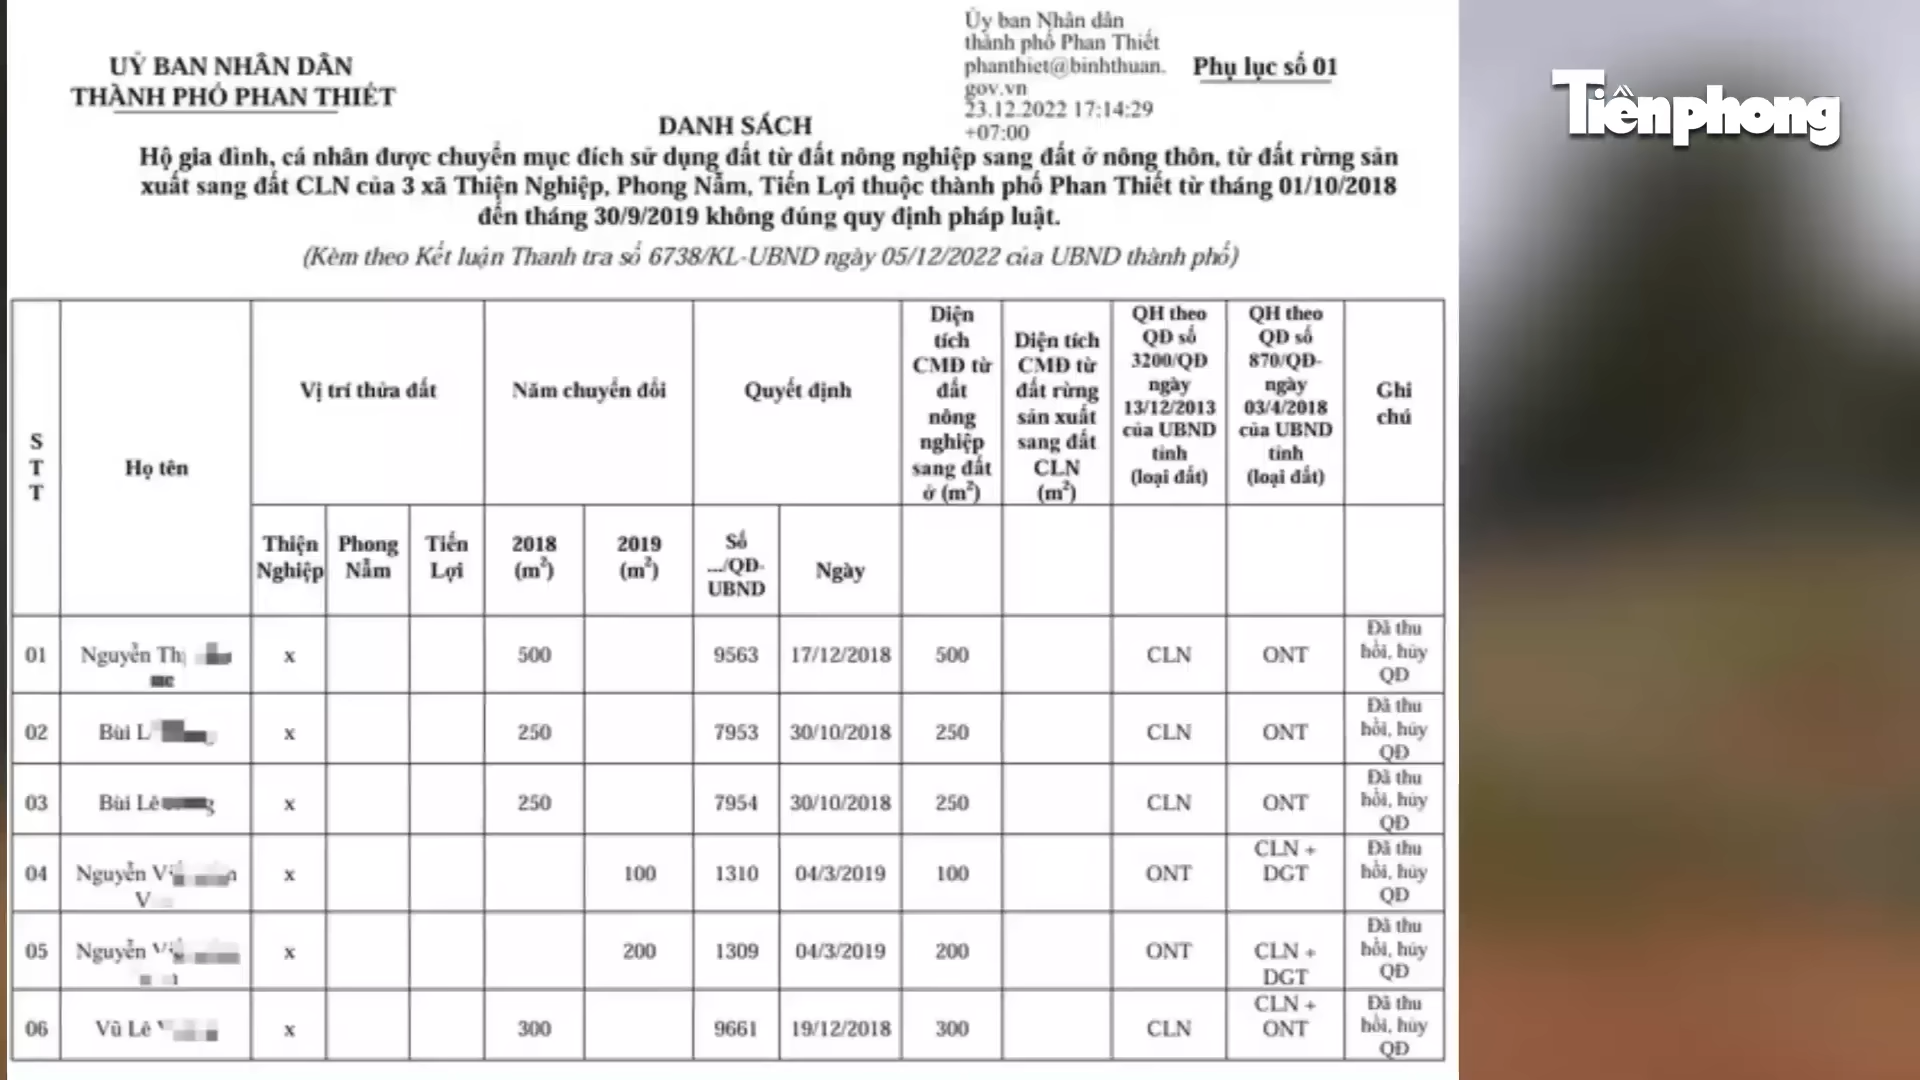 UỶ BAN NHÂN DÂN
THÀNH PHỐ PHAN THIẾT
Ủy ban Nhân dân
thành phố Phan Thiết
phanthiet@binhthuan.
gov.vn
23.12.2022 17:14:29
+07:00
Phụ lục số 01
Tiền phong
DANH SÁCH
Hộ gia đình, cá nhân được chuyển mục đích sử dụng đất từ đất nông nghiệp sang đất ở nông thôn, từ đất rừng sản
xuất sang đất CLN của 3 xã Thiện Nghiệp, Phong Nẫm, Tiến Lợi thuộc thành phố Phan Thiết từ tháng 01/10/2018
đến tháng 30/9/2019 không đúng quy định pháp luật.
(Kèm theo Kết luận Thanh tra số 6738/KL-UBND ngày 05/12/2022 của UBND thành phố)
S
T
T
Họ tên
Vị trí thửa đất
Năm chuyển đổi
Quyết định
Diện
tích
CMĐ từ
đất
nông
nghiệp
sang đất
ở (m²)
Diện tích
CMĐ từ
đất rừng
sản xuất
sang đất
CLN
(m²)
QH theo
QĐ số
3200/QĐ
ngày
13/12/2013
của UBND
tỉnh
(loại đất)
QH theo
QĐ số
870/QĐ-
ngày
03/4/2018
của UBND
tỉnh
(loại đất)
Ghi
chú
Thiện
Nghiệp
Phong
Nẫm
Tiến
Lợi
2018
(m²)
2019
(m²)
Số
.../QĐ-
UBND
Ngày
01 Nguyễn Thị x 500 9563 17/12/2018 500 CLN ONT
Đã thu
hồi, hủy
QĐ
02 Bùi x 250 7953 30/10/2018 250 CLN ONT
Đã thu
hồi, hủy
QĐ
03 Bùi Lê x 250 7954 30/10/2018 250 CLN ONT
Đã thu
hồi, hủy
QĐ
04 Nguyễn x 100 1310 04/3/2019 100 ONT
CLN +
DGT
Đã thu
hồi, hủy
QĐ
05 Nguyễn x 200 1309 04/3/2019 200 ONT
CLN +
DGT
Đã thu
hồi, hủy
QĐ
06 Vũ Lê x 300 9661 19/12/2018 300 CLN
CLN +
ONT
Đã thu
hồi, hủy
QĐ